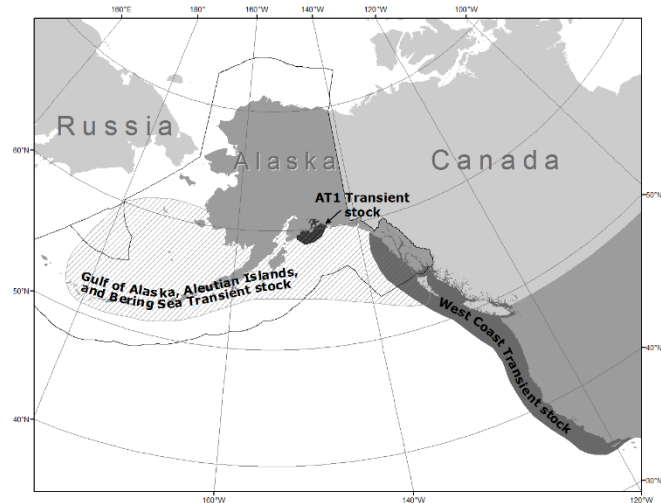 160°E
180°
160°W
140°W
120°W
100°W
Russia
Alaska
Canada
60°N
50°N
40°N
AT1 Transient
stock
Gulf of Alaska, Aleutian Islands,
and Bering Sea Transient stock
West Coast Transient stock
50°N
40°N
30°N
160°W
140°W
120°W